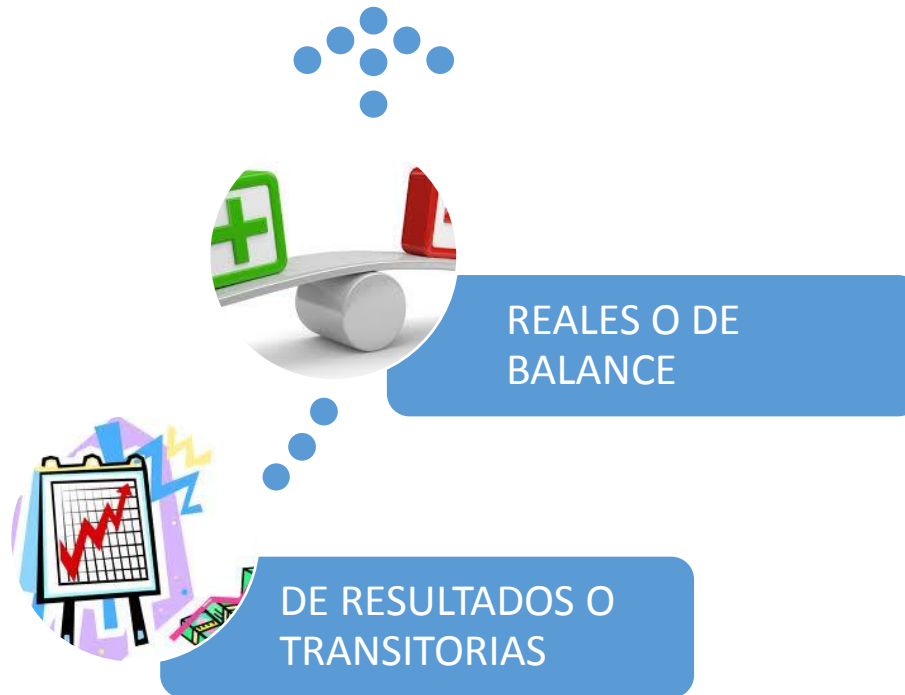 REALES O DE
BALANCE
DE RESULTADOS O
TRANSITORIAS